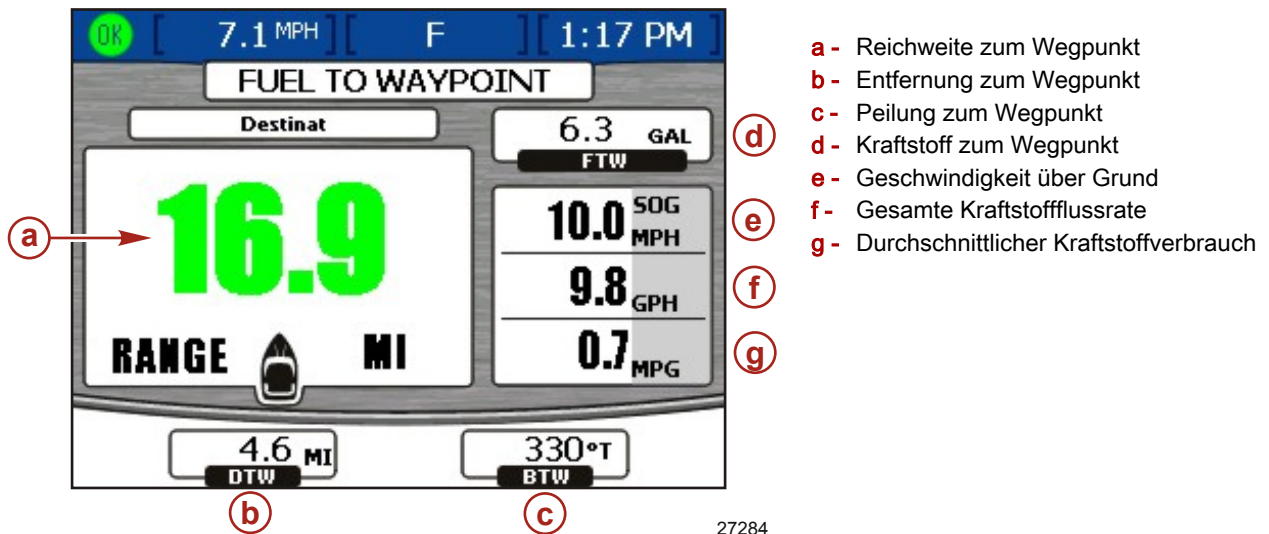 OK [ 7.1 MPH ] [ F ] [ 1:17 PM ]
FUEL TO WAYPOINT
Destinat
6.3 GAL
FTW
d
a
16.9
RANGE MI
10.0 SOG MPH
e
9.8 GPH
f
0.7 MPG
g
4.6 MI
DTW
b
330°T
BTW
c
27284
a - Reichweite zum Wegpunkt
b - Entfernung zum Wegpunkt
c - Peilung zum Wegpunkt
d - Kraftstoff zum Wegpunkt
e - Geschwindigkeit über Grund
f - Gesamte Kraftstoffflussrate
g - Durchschnittlicher Kraftstoffverbrauch